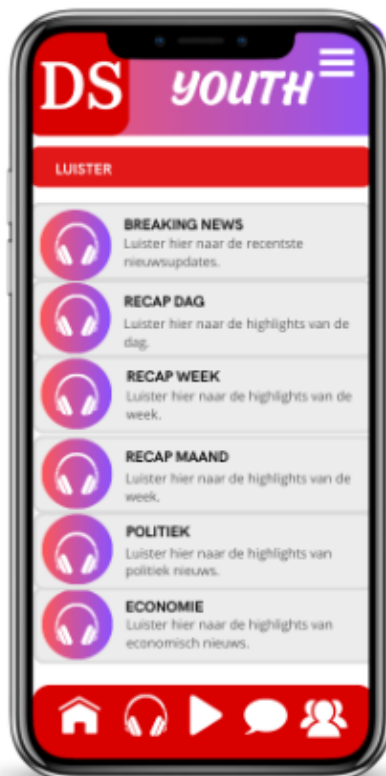 DS YOUTH
LUISTER
BREAKING NEWS
Luister hier naar de recentste
nieuwsupdates.
RECAP DAG
Luister hier naar de highlights van de
dag.
RECAP WEEK
Luister hier naar de highlights van de
week.
RECAP MAAND
Luister hier naar de highlights van de
week.
POLITIEK
Luister hier naar de highlights van
politiek nieuws.
ECONOMIE
Luister hier naar de highlights van
economisch nieuws.